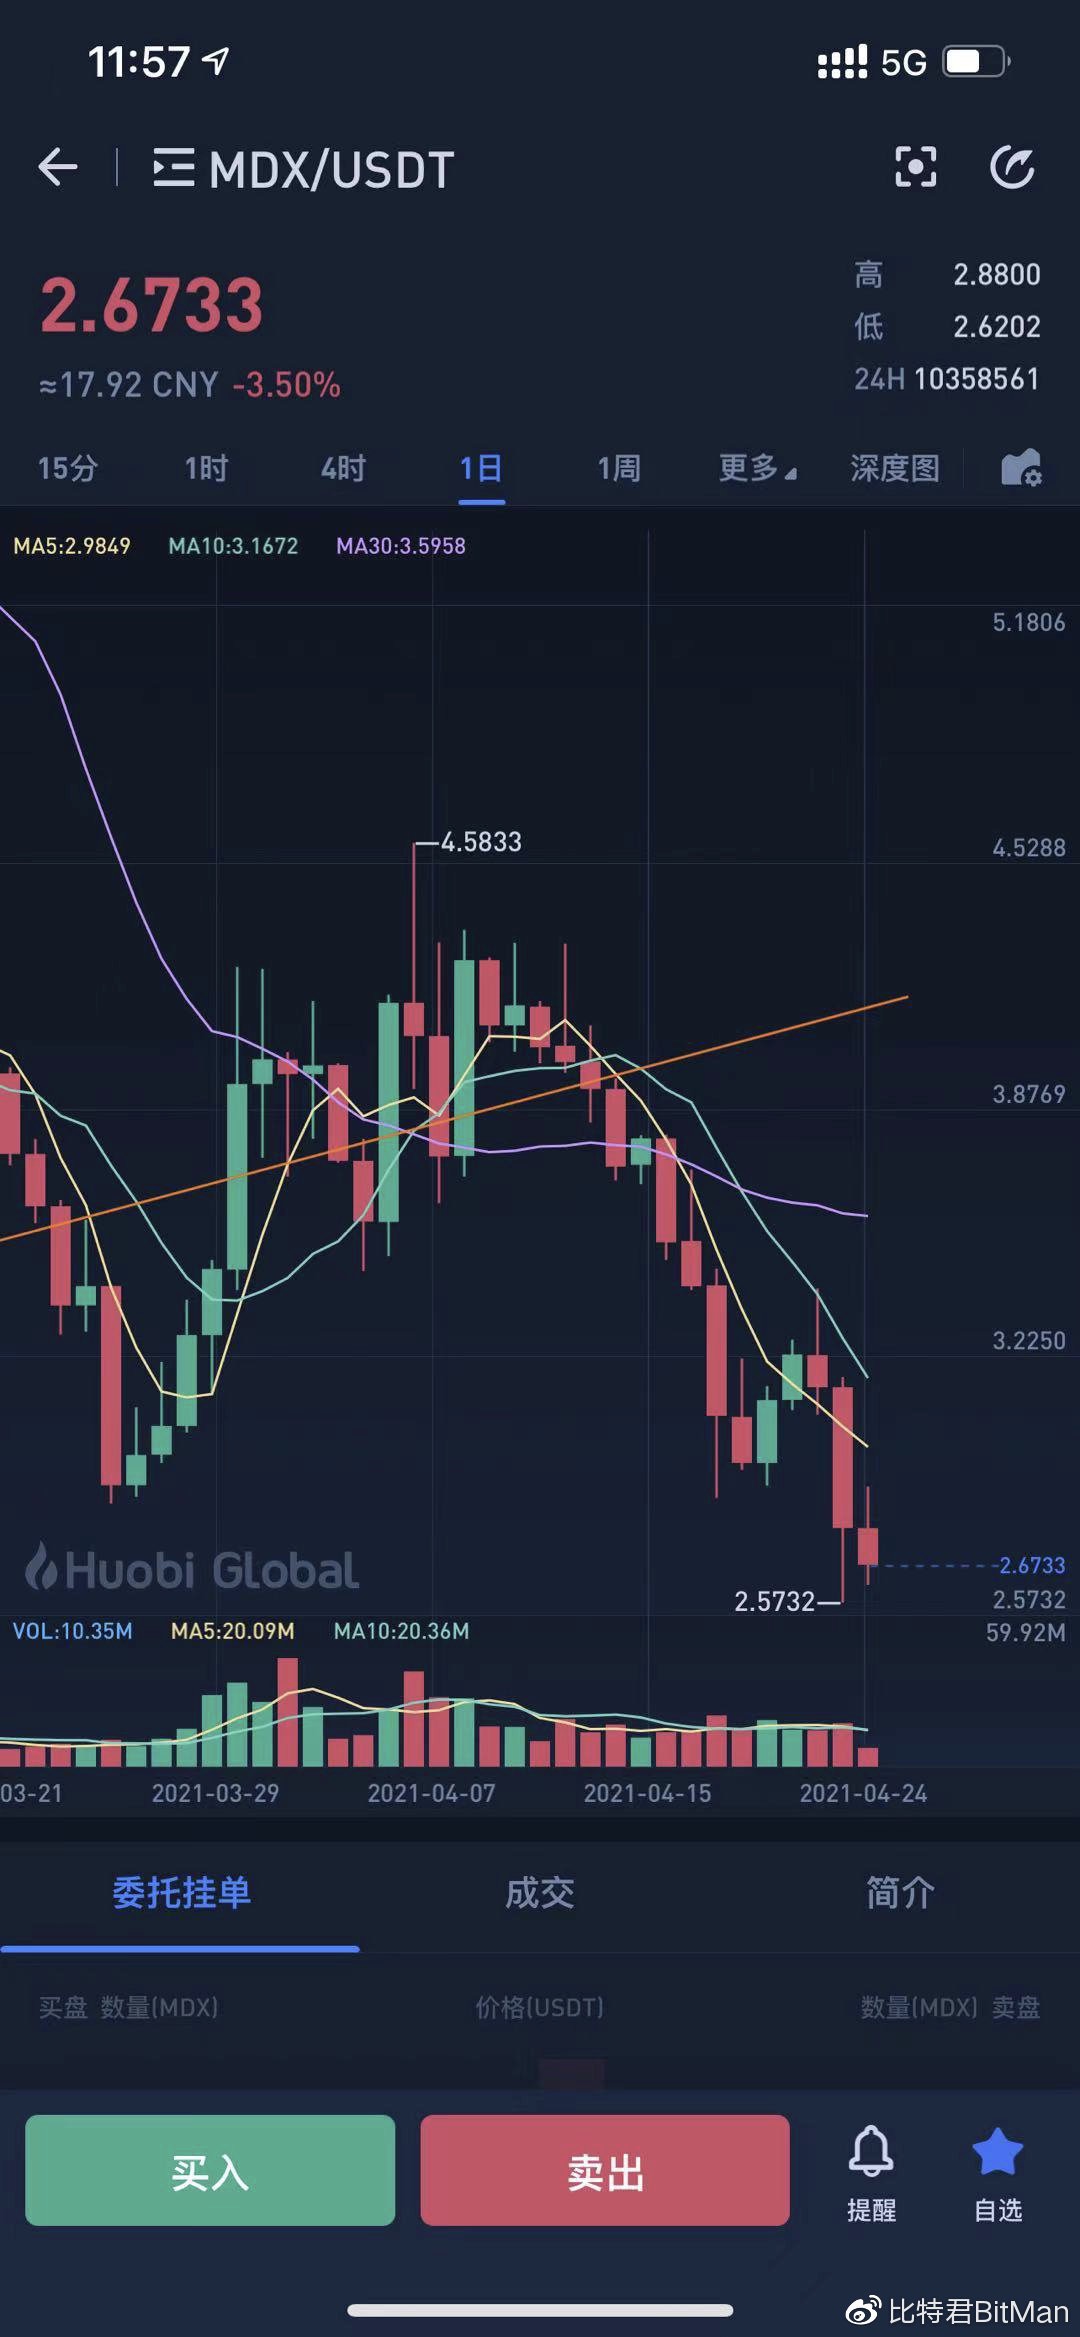 11:57 5G
MDX/USDT
2.6733
≈17.92 CNY -3.50%
高 2.8800
低 2.6202
24H 10358561
15分 1时 4时 1日 1周 更多 深度图
MA5:2.9849 MA10:3.1672 MA30:3.5958
5.1806
4.5833
4.5288
3.8769
3.2250
Huobi Global
2.6733
2.5732
2.5732
VOL:10.35M MA5:20.09M MA10:20.36M
59.92M
03-21 2021-03-29 2021-04-07 2021-04-15 2021-04-24
委托挂单 成交 简介
买盘 数量(MDX) 价格(USDT) 数量(MDX) 卖盘
买入 卖出
提醒 自选
比特君BitMan